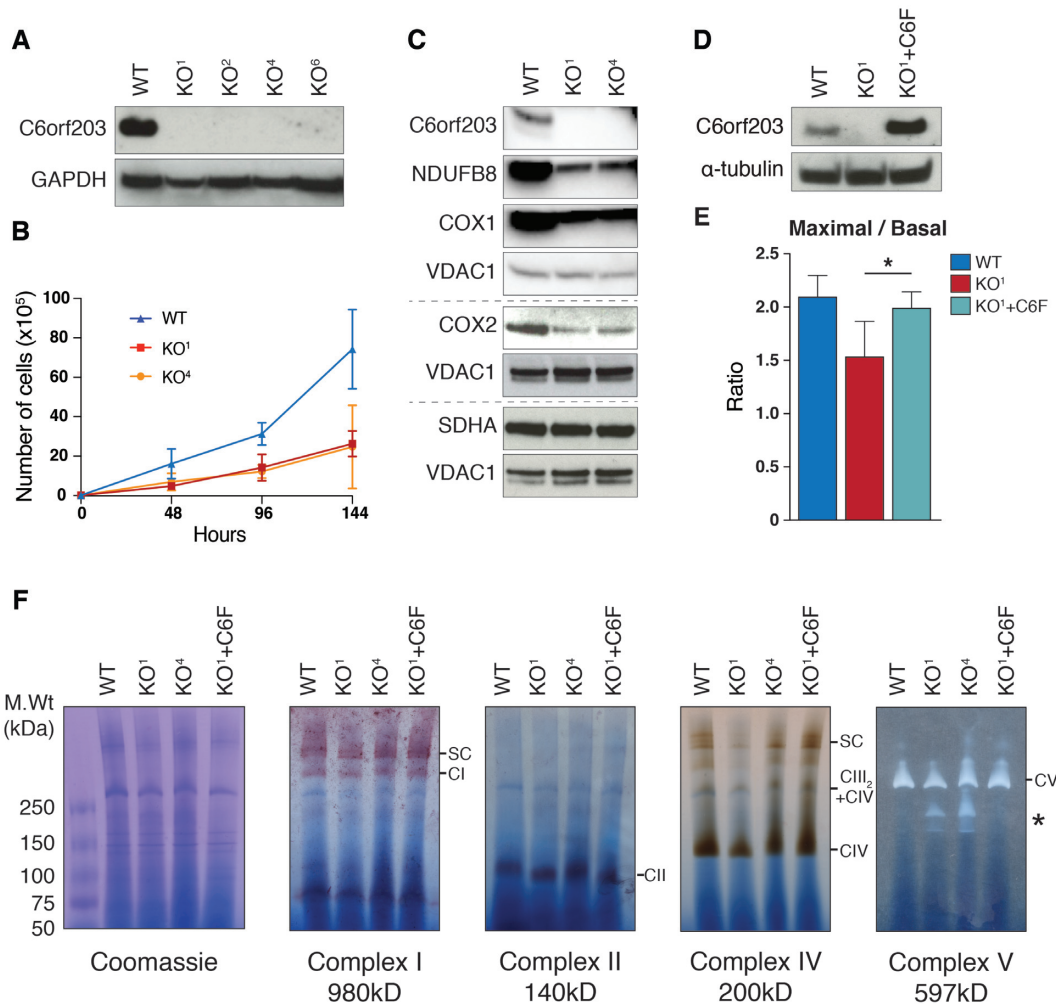 A
WT
KO¹
KO²
KO⁴
KO⁶
C6orf203
GAPDH
B
Number of cells (x10⁵)
100
80
60
40
20
0
WT
KO¹
KO⁴
0
48
96
144
Hours
C
WT
KO¹
KO⁴
C6orf203
NDUFB8
COX1
VDAC1
COX2
VDAC1
SDHA
VDAC1
D
WT
KO¹
KO¹+C6F
C6orf203
α-tubulin
E
Maximal / Basal
Ratio
2.5
2.0
1.5
1.0
0.5
0
*
WT
KO¹
KO¹+C6F
F
M.Wt
(kDa)
250
150
100
75
50
WT
KO¹
KO⁴
KO¹+C6F
Coomassie
WT
KO¹
KO⁴
KO¹+C6F
SC
CI
Complex I
980kD
WT
KO¹
KO⁴
KO¹+C6F
CII
Complex II
140kD
WT
KO¹
KO⁴
KO¹+C6F
SC
CIII₂
+CIV
CIV
Complex IV
200kD
WT
KO¹
KO⁴
KO¹+C6F
CV
*
Complex V
597kD